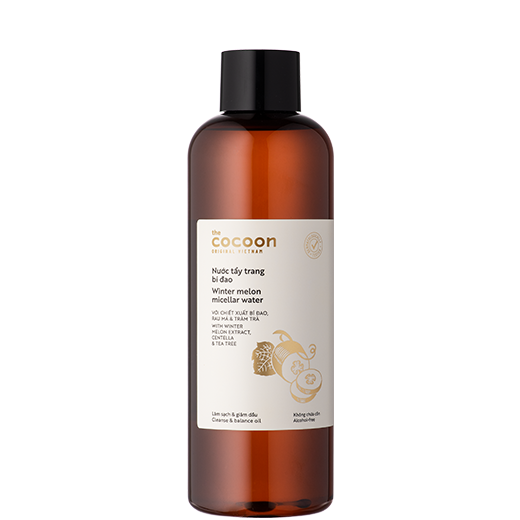 the
cocoon
ORIGINAL VIETNAM
Nước tẩy trang
bí đao
Winter melon
micellar water
VỚI CHIẾT XUẤT BÍ ĐAO,
RAU MÁ & TRÀM TRÀ
WITH WINTER
MELON EXTRACT,
CENTELLA
& TEA TREE
Làm sạch & giảm dầu
Cleanse & balance oil
Không chứa cồn
Alcohol-free